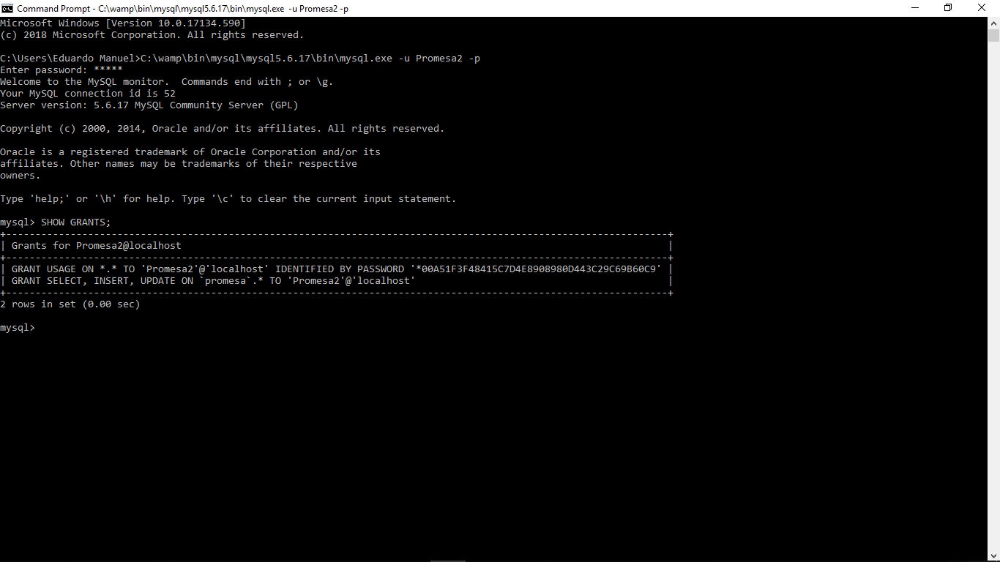 Command Prompt - C:\wamp\bin\mysql\mysql5.6.17\bin\mysql.exe -u Promesa2 -p
Microsoft Windows [Version 10.0.17134.590]
(c) 2018 Microsoft Corporation. All rights reserved.
C:\Users\Eduardo Manuel>C:\wamp\bin\mysql\mysql5.6.17\bin\mysql.exe -u Promesa2 -p
Enter password: *****
Welcome to the MySQL monitor.  Commands end with ; or \g.
Your MySQL connection id is 52
Server version: 5.6.17 MySQL Community Server (GPL)
Copyright (c) 2000, 2014, Oracle and/or its affiliates. All rights reserved.
Oracle is a registered trademark of Oracle Corporation and/or its
affiliates. Other names may be trademarks of their respective
owners.
Type 'help;' or '\h' for help. Type '\c' to clear the current input statement.
mysql> SHOW GRANTS;
+-----------------------------------------------------------------------------------------------------------------+
| Grants for Promesa2@localhost                                                                                   |
+-----------------------------------------------------------------------------------------------------------------+
| GRANT USAGE ON *.* TO 'Promesa2'@'localhost' IDENTIFIED BY PASSWORD '*00A51F3F48415C7D4E8908980D443C29C69B60C9' |
| GRANT SELECT, INSERT, UPDATE ON `promesa`.* TO 'Promesa2'@'localhost'                                           |
+-----------------------------------------------------------------------------------------------------------------+
2 rows in set (0.00 sec)
mysql>